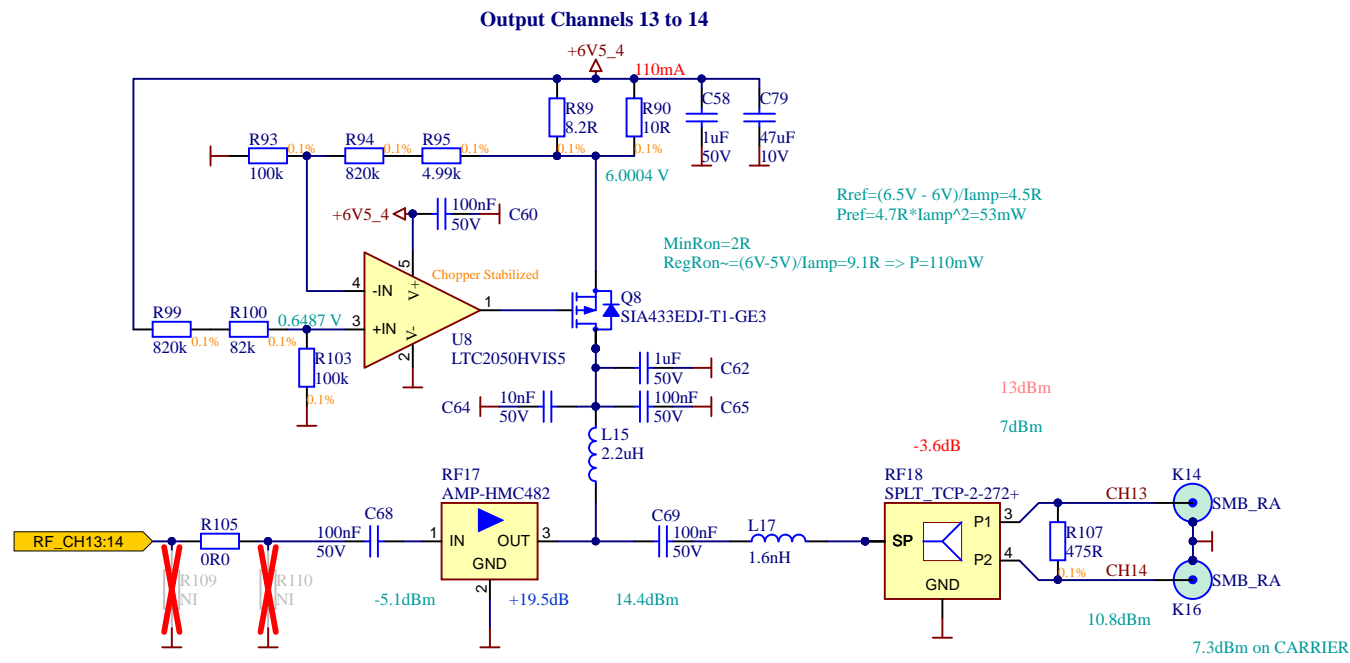 Output Channels 13 to 14
+6V5_4
110mA
R89
8.2R
0.1%
R90
10R
0.1%
C58
1uF
50V
C79
47uF
10V
R93
0.1%
100k
R94
0.1%
820k
R95
0.1%
4.99k
6.0004 V
Rref=(6.5V - 6V)/Iamp=4.5R
Pref=4.7R*Iamp^2=53mW
+6V5_4
100nF
50V
C60
MinRon=2R
RegRon~=(6V-5V)/Iamp=9.1R => P=110mW
Chopper Stabilized
5
V+
4
-IN
3
+IN
V-
2
1
U8
LTC2050HVIS5
Q8
SIA433EDJ-T1-GE3
R99
0.1%
820k
R100
0.1%
82k
0.6487 V
R103
100k
0.1%
1uF
50V
C62
C64
10nF
50V
100nF
50V
C65
L15
2.2uH
13dBm
7dBm
-3.6dB
RF17
AMP-HMC482
RF18
SPLT_TCP-2-272+
K14
SMB_RA
CH13
RF_CH13:14
R105
0R0
100nF
50V
C68
1
IN
OUT
3
GND
2
C69
100nF
50V
L17
1.6nH
SP
P1
3
P2
4
GND
R107
475R
0.1%
CH14
SMB_RA
K16
R109
NI
R110
NI
-5.1dBm
+19.5dB
14.4dBm
10.8dBm
7.3dBm on CARRIER